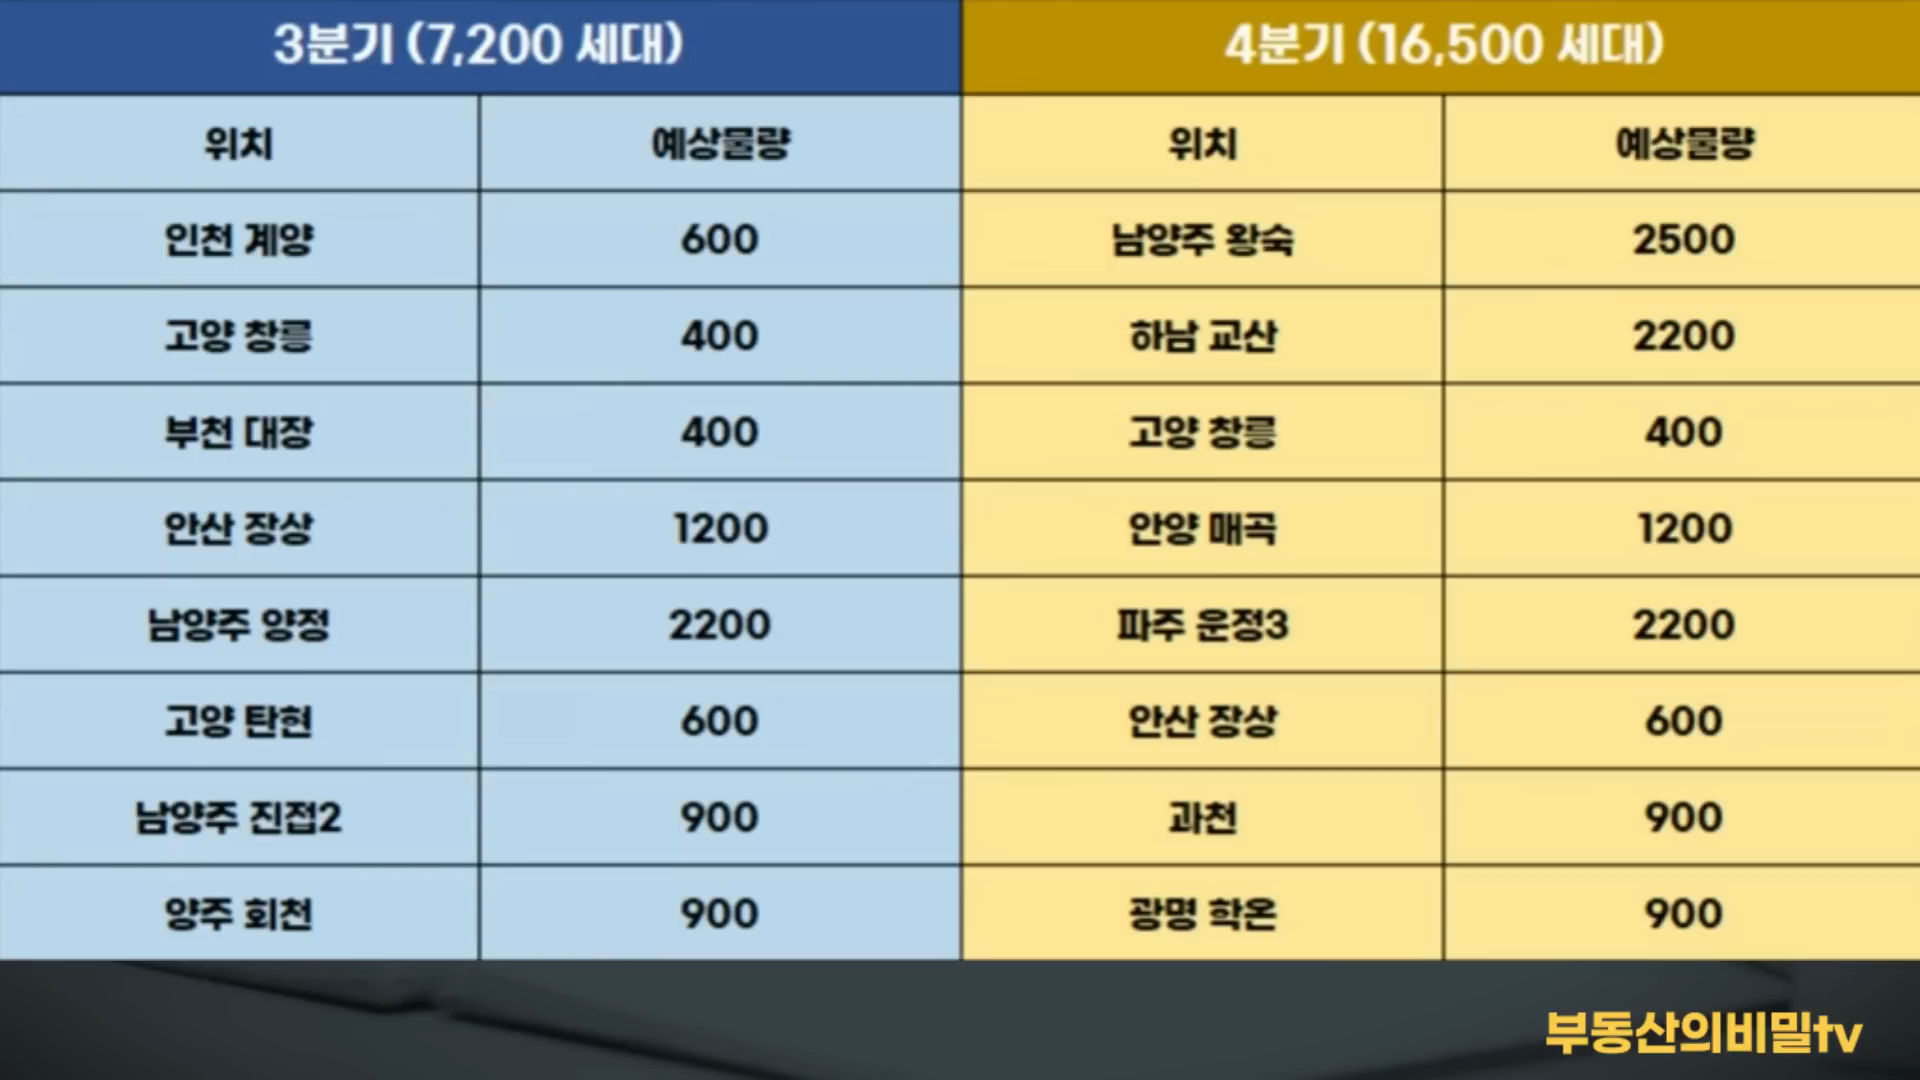 3분기 (7,200 세대) 4분기 (16,500 세대)
위치 예상물량 위치 예상물량
인천 계양 600 남양주 왕숙 2500
고양 창릉 400 하남 교산 2200
부천 대장 400 고양 창릉 400
안산 장상 1200 안양 매곡 1200
남양주 양정 2200 파주 운정3 2200
고양 탄현 600 안산 장상 600
남양주 진접2 900 과천 900
양주 회천 900 광명 학온 900
부동산의비밀tv